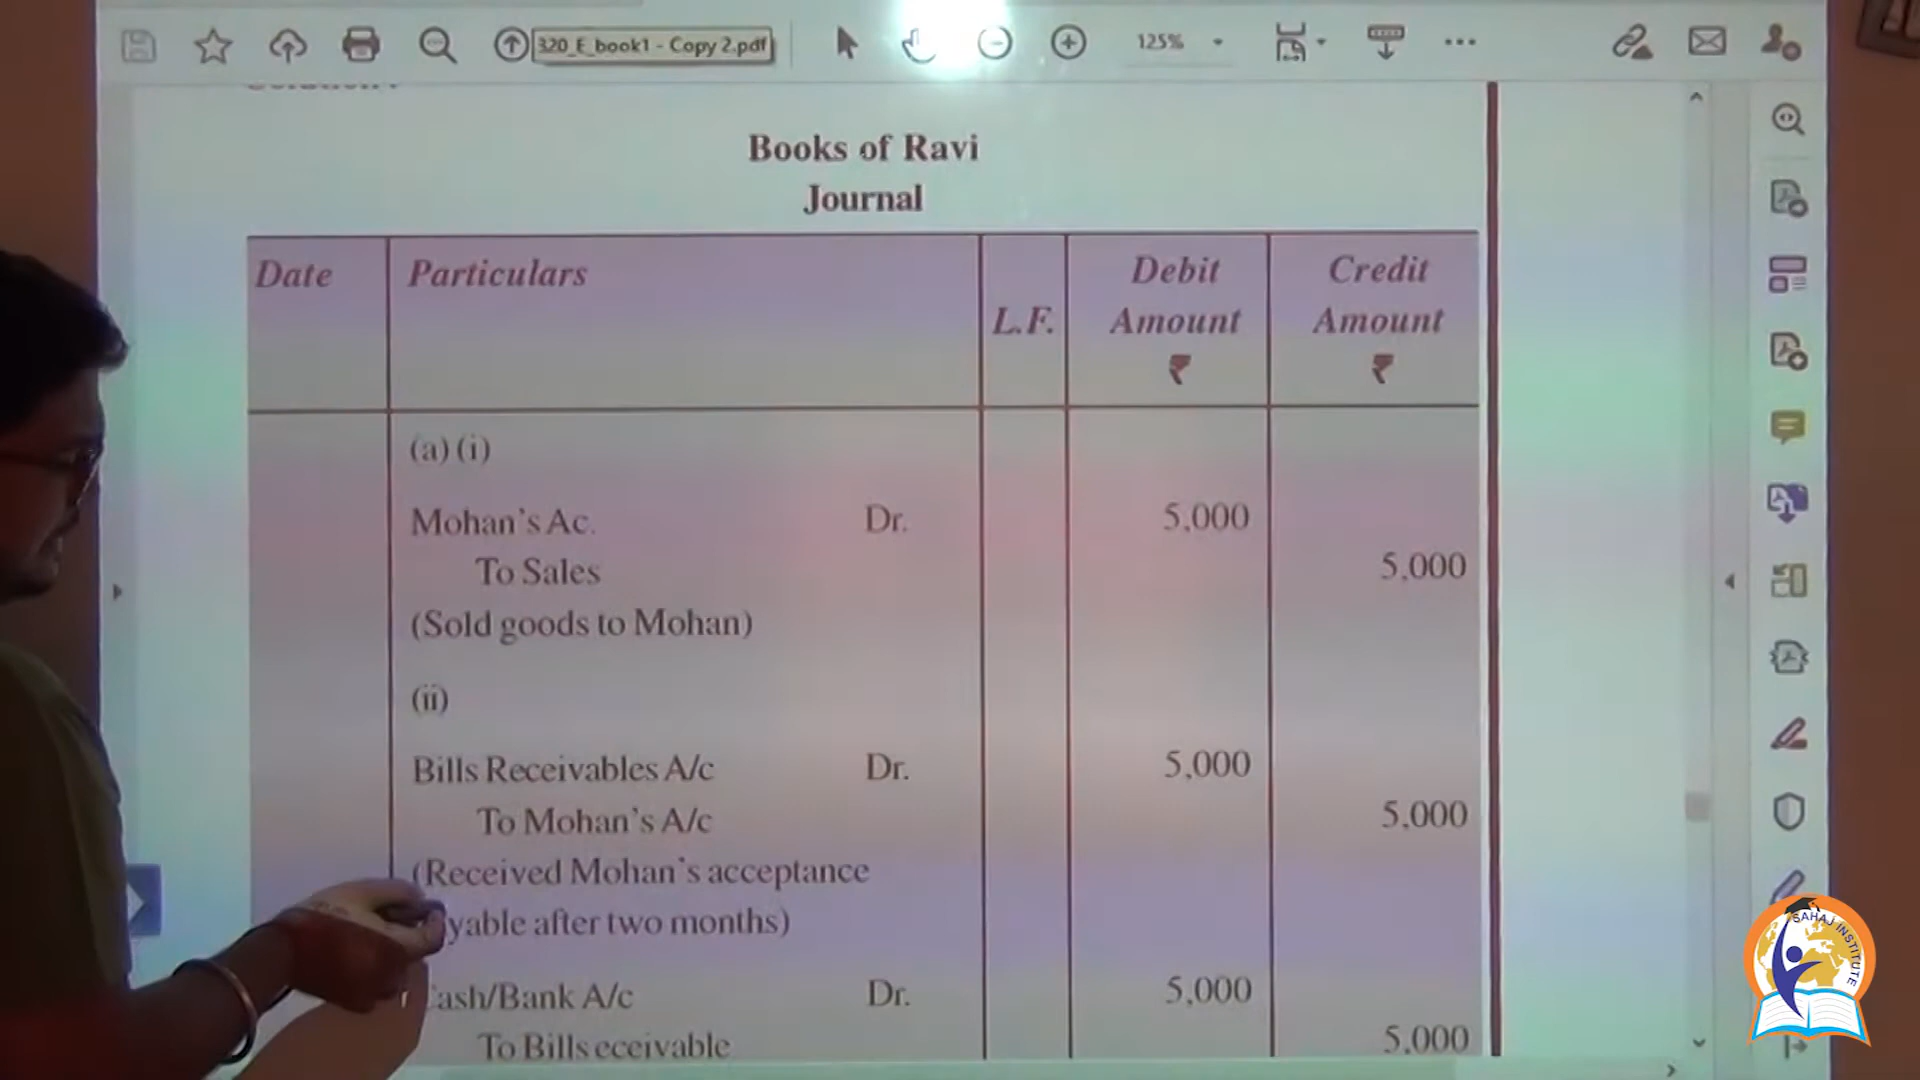 320_E_book1 - Copy 2.pdf
125%
Books of Ravi
Journal
Date Particulars L.F. Debit Amount ₹ Credit Amount ₹
(a) (i)
Mohan's Ac. Dr. 5,000
To Sales 5,000
(Sold goods to Mohan)
(ii)
Bills Receivables A/c Dr. 5,000
To Mohan's A/c 5,000
(Received Mohan's acceptance
yable after two months)
ash/Bank A/c Dr. 5,000
To Bills eceivable 5,000
SAHAJ INSTITUTE